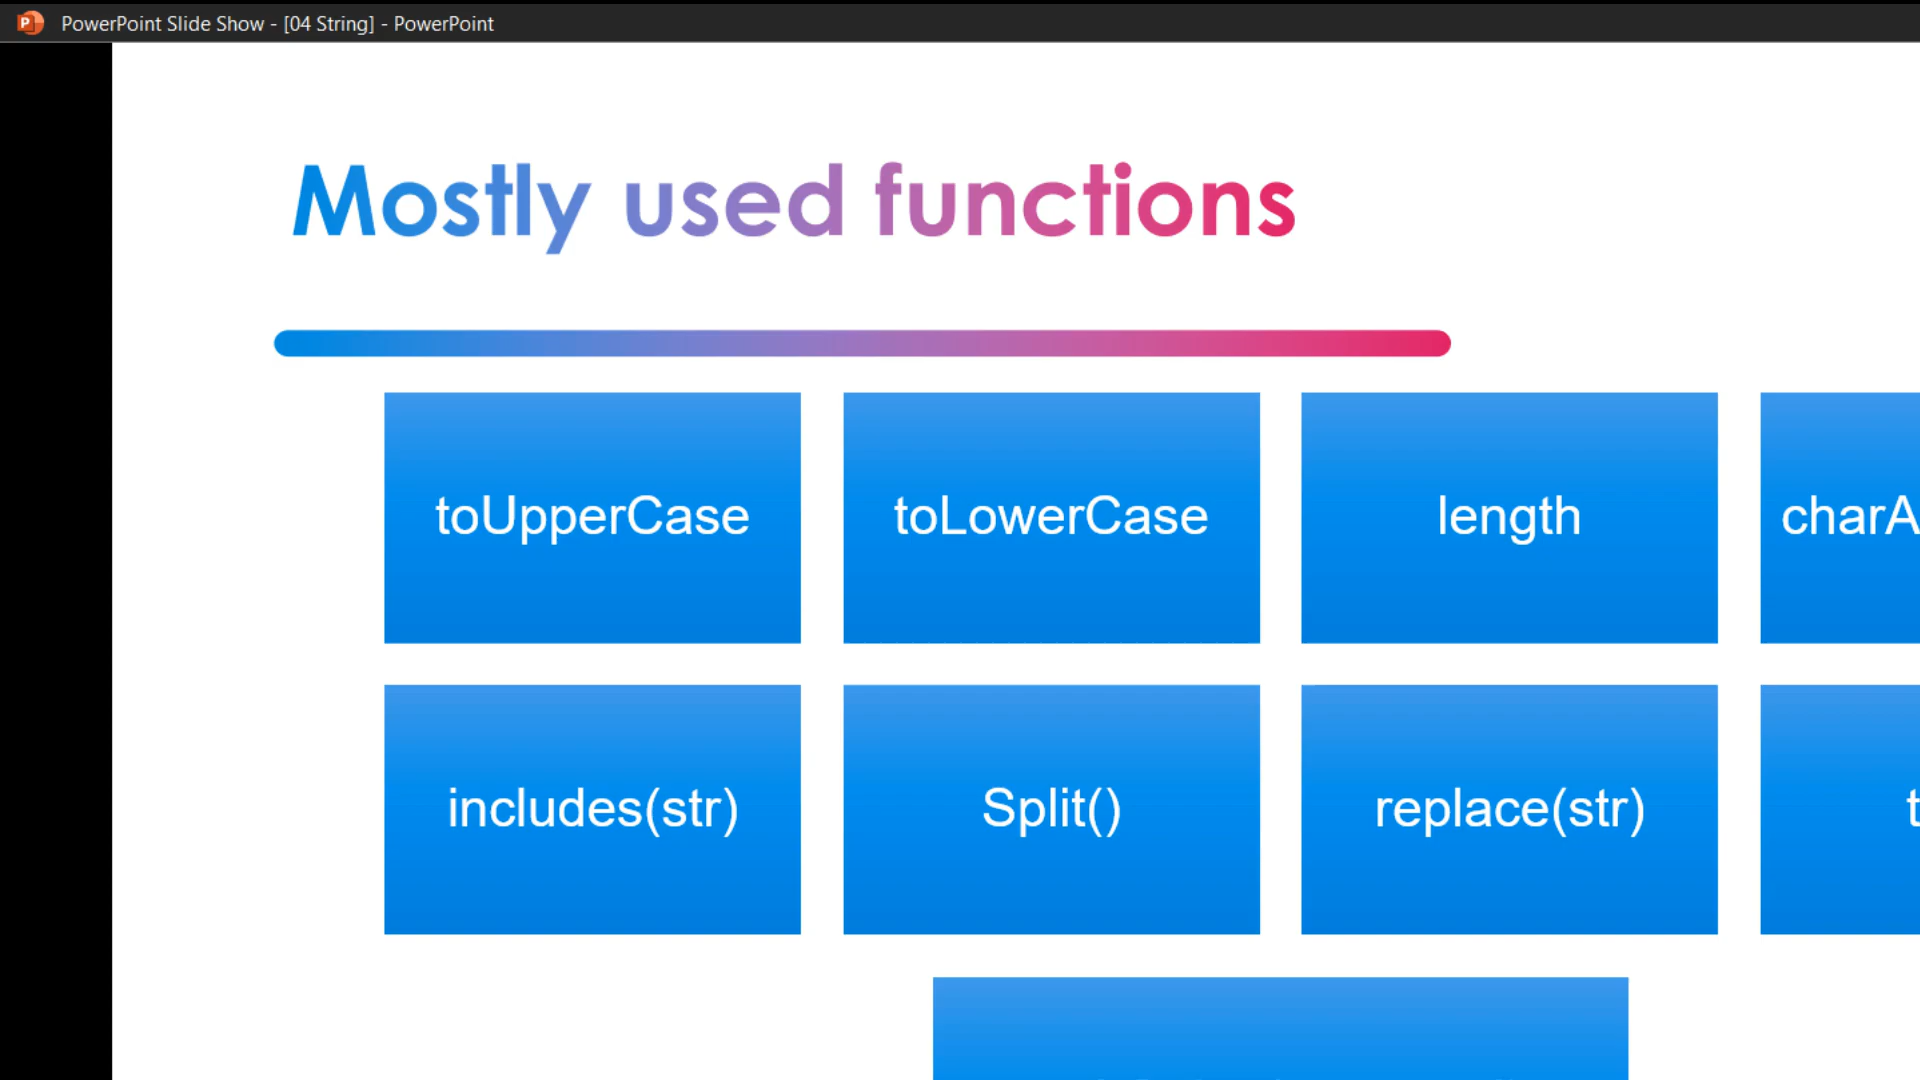 PowerPoint Slide Show - [04 String] - PowerPoint
Mostly used functions
toUpperCase
toLowerCase
length
includes(str)
Split()
replace(str)